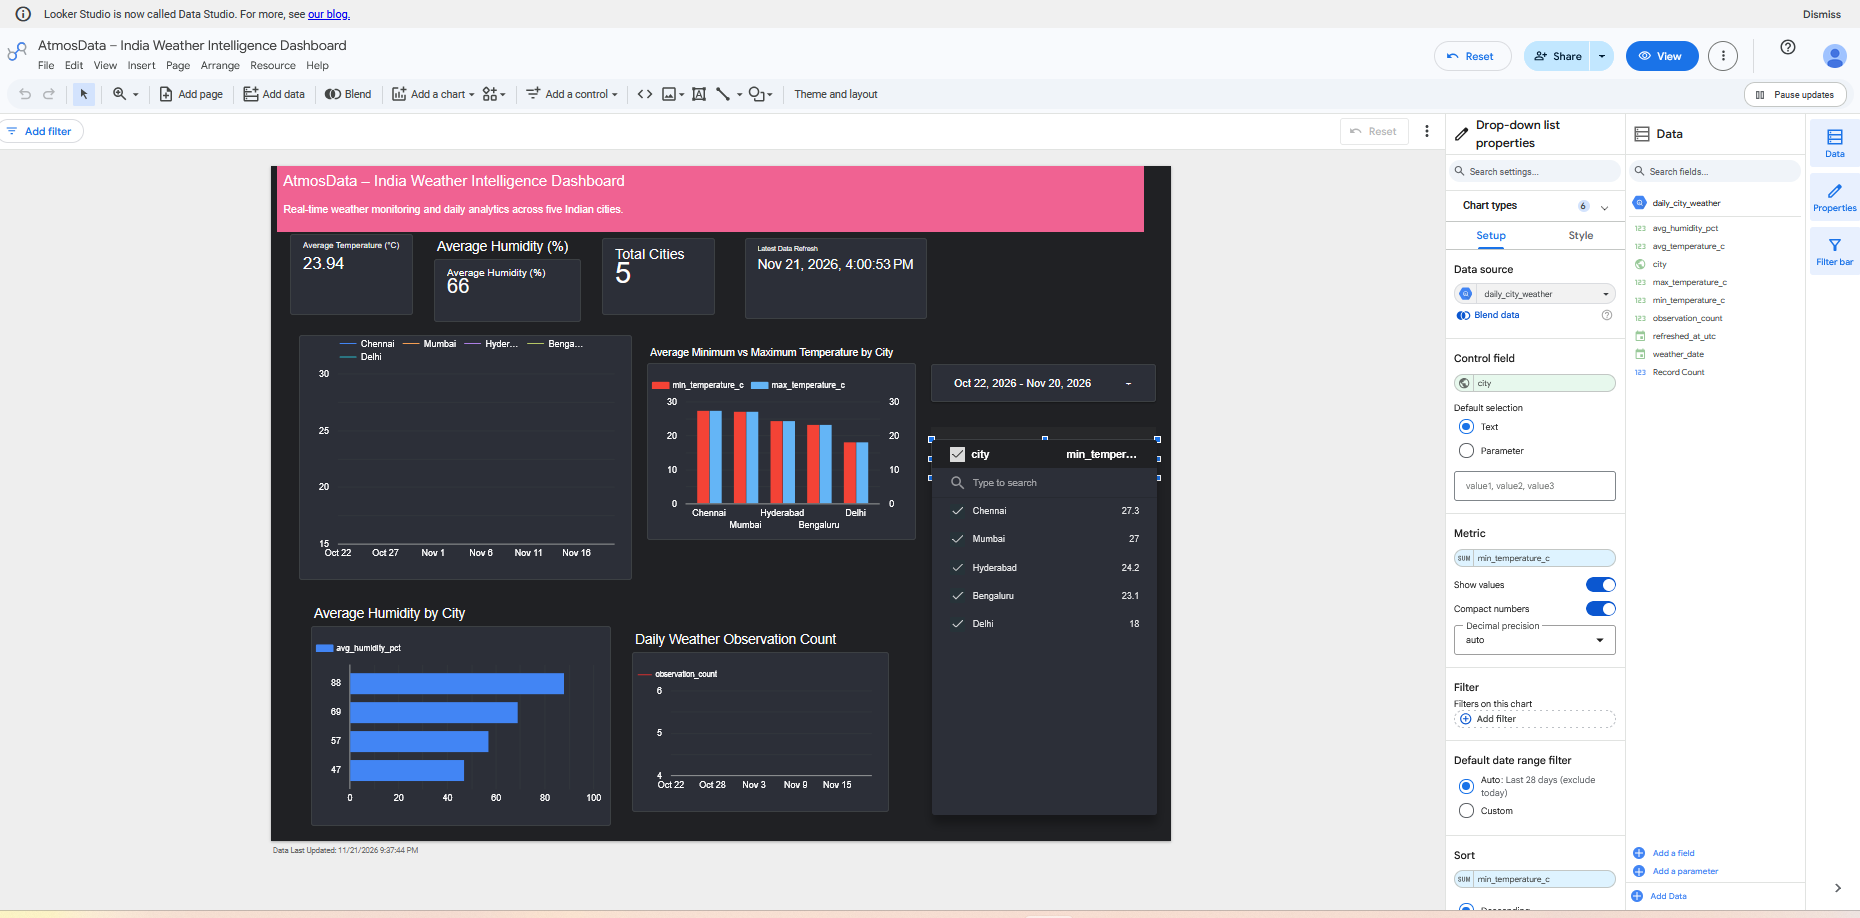 Looker Studio is now called Data Studio. For more, see our blog.
Dismiss
AtmosData – India Weather Intelligence Dashboard
File Edit View Insert Page Arrange Resource Help
Reset
Share
View
Add page
Add data
Blend
Add a chart
Add a control
Theme and layout
Pause updates
Add filter
Reset
AtmosData – India Weather Intelligence Dashboard
Real-time weather monitoring and daily analytics across five Indian cities.
Average Temperature (°C)
23.94
Average Humidity (%)
Average Humidity (%)
66
Total Cities
5
Latest Data Refresh
Nov 21, 2026, 4:00:53 PM
Chennai Mumbai Hyder... Benga...
Delhi
30
25
20
15
Oct 22 Oct 27 Nov 1 Nov 6 Nov 11 Nov 16
Average Minimum vs Maximum Temperature by City
min_temperature_c max_temperature_c
30 30
20 20
10 10
0 0
Chennai Hyderabad Delhi
Mumbai Bengaluru
Oct 22, 2026 - Nov 20, 2026
city min_temper...
Type to search
Chennai 27.3
Mumbai 27
Hyderabad 24.2
Bengaluru 23.1
Delhi 18
Average Humidity by City
avg_humidity_pct
88
69
57
47
0 20 40 60 80 100
Daily Weather Observation Count
observation_count
6
5
4
Oct 22 Oct 28 Nov 3 Nov 9 Nov 15
Data Last Updated: 11/21/2026 9:37:44 PM
Drop-down list
properties
Search settings...
Chart types 6
Setup Style
Data source
daily_city_weather
Blend data
Control field
city
Default selection
Text
Parameter
value1, value2, value3
Metric
SUM min_temperature_c
Show values
Compact numbers
Decimal precision
auto
Filter
Filters on this chart
Add filter
Default date range filter
Auto: Last 28 days (exclude
today)
Custom
Sort
SUM min_temperature_c
Descending
Data
Search fields...
daily_city_weather
123 avg_humidity_pct
123 avg_temperature_c
city
123 max_temperature_c
123 min_temperature_c
123 observation_count
refreshed_at_utc
weather_date
123 Record Count
Add a field
Add a parameter
Add Data
Data
Properties
Filter bar